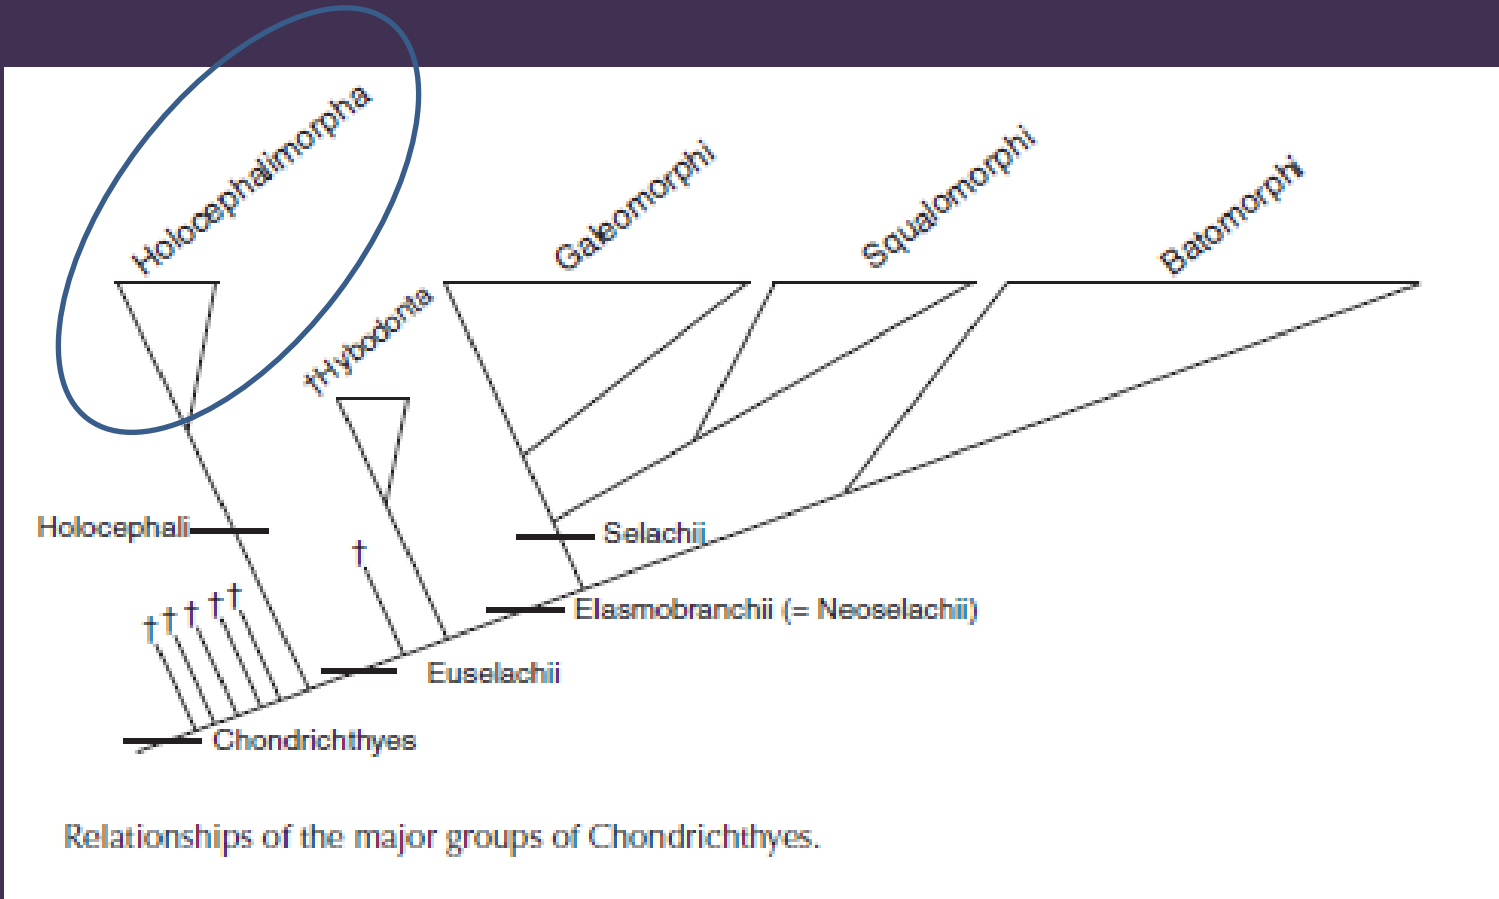 Holocephalimorpha
Galeomorphi
Squalomorphi
Batomorphi
†Hybodonta
Holocephali
Selachii
†
† † † † †
Elasmobranchii (= Neoselachii)
Euselachii
Chondrichthyes
Relationships of the major groups of Chondrichthyes.